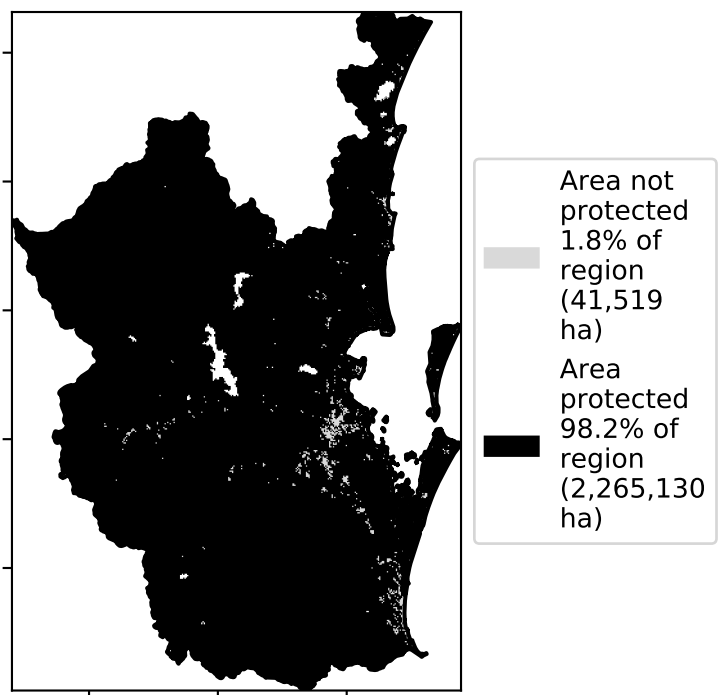 Area not
protected
1.8% of
region
(41,519
ha)
Area
protected
98.2% of
region
(2,265,130
ha)